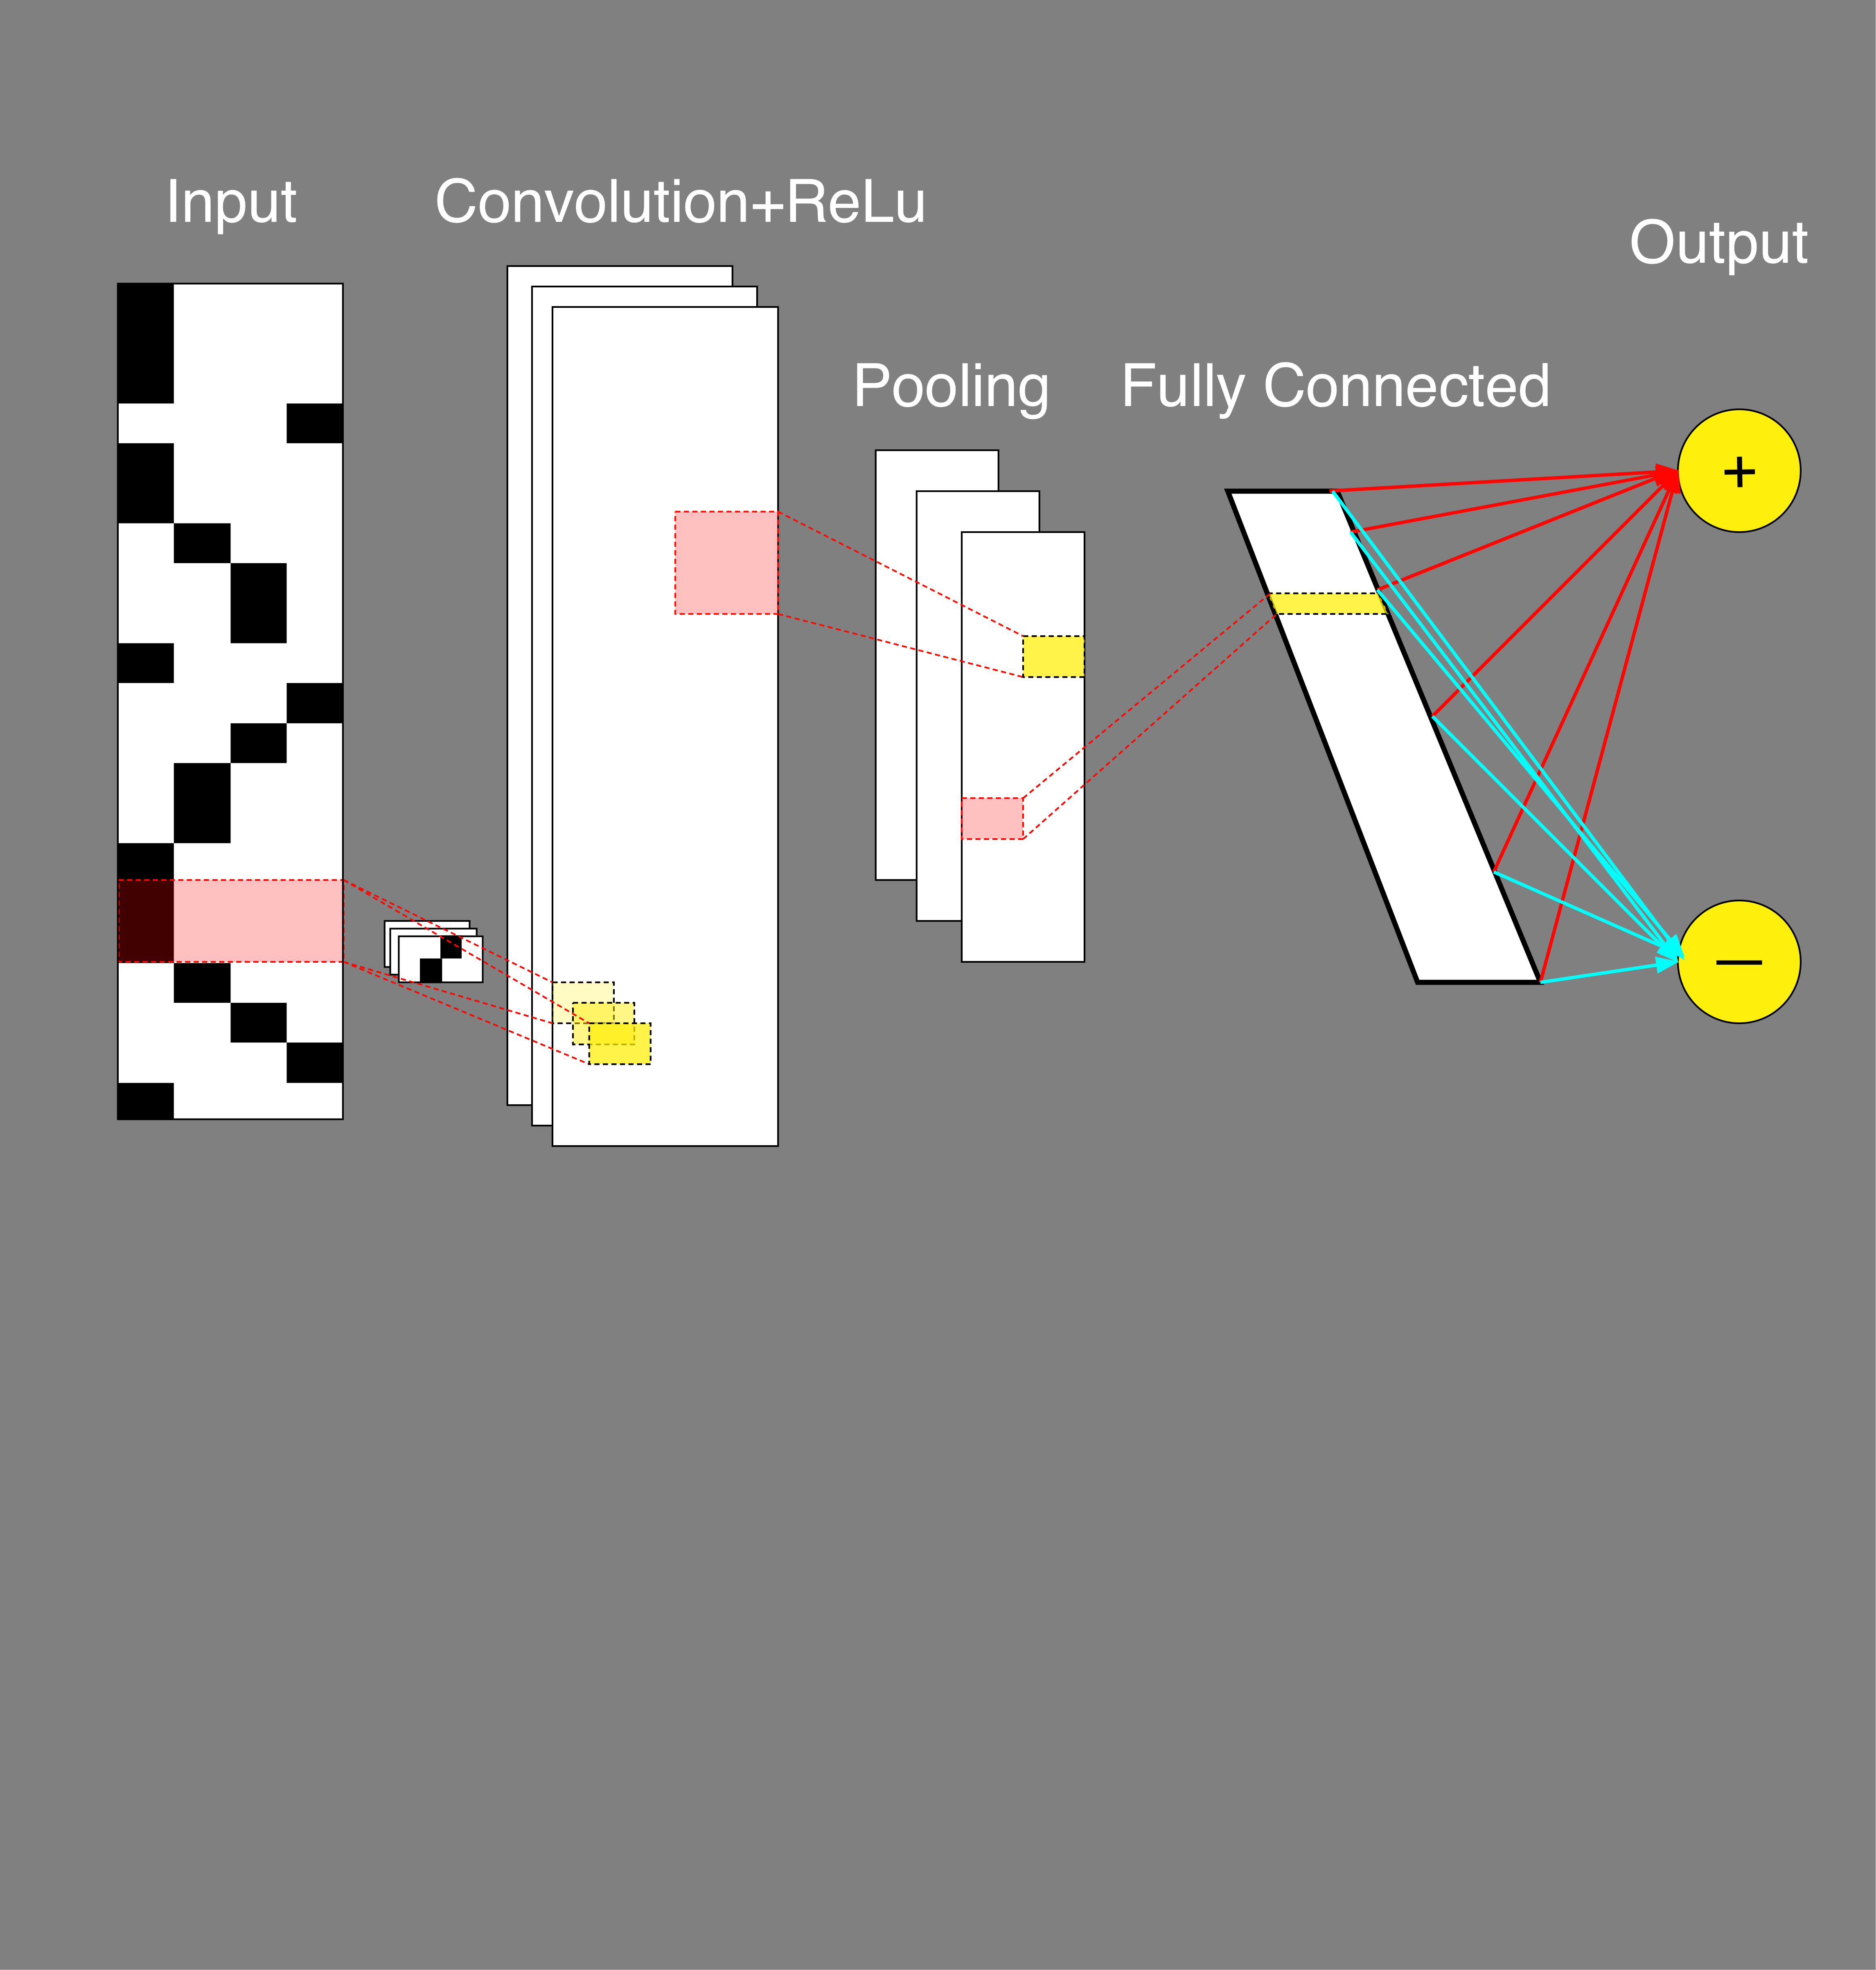 Input
Convolution+ReLu
Output
Pooling
Fully Connected
+
−